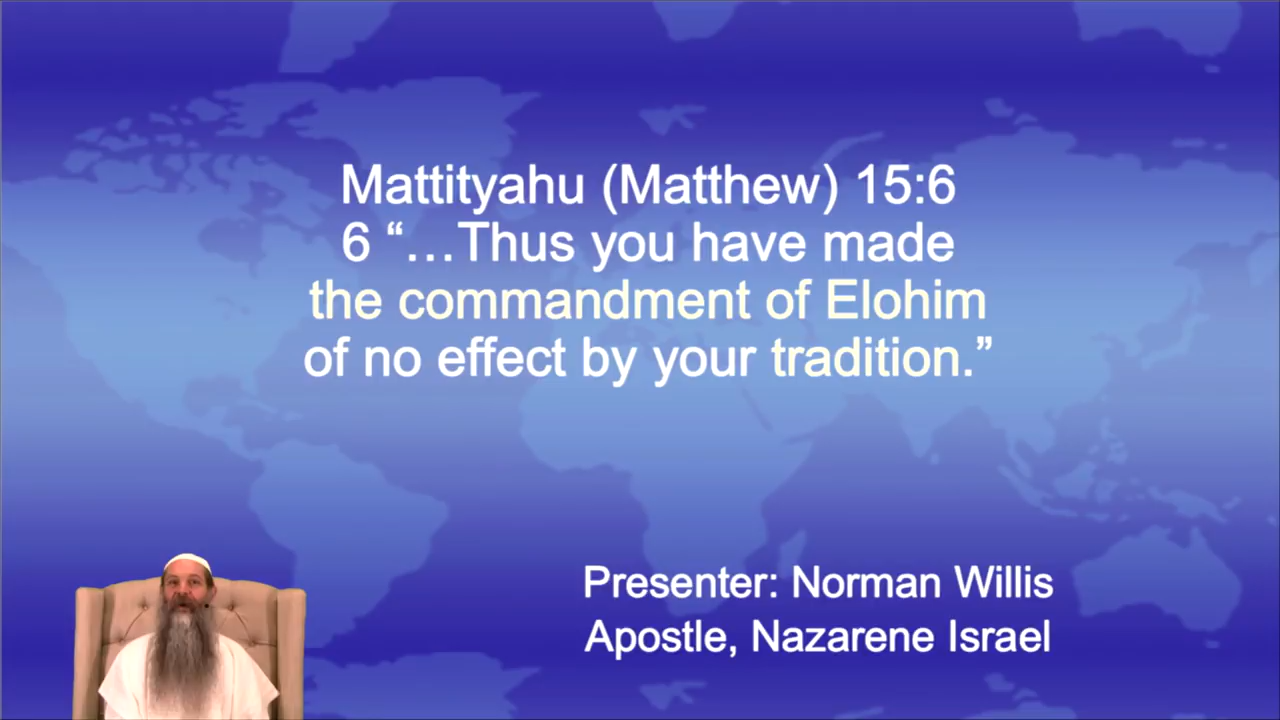 Mattityahu (Matthew) 15:6
6 “…Thus you have made
the commandment of Elohim
of no effect by your tradition.”
Presenter: Norman Willis
Apostle, Nazarene Israel